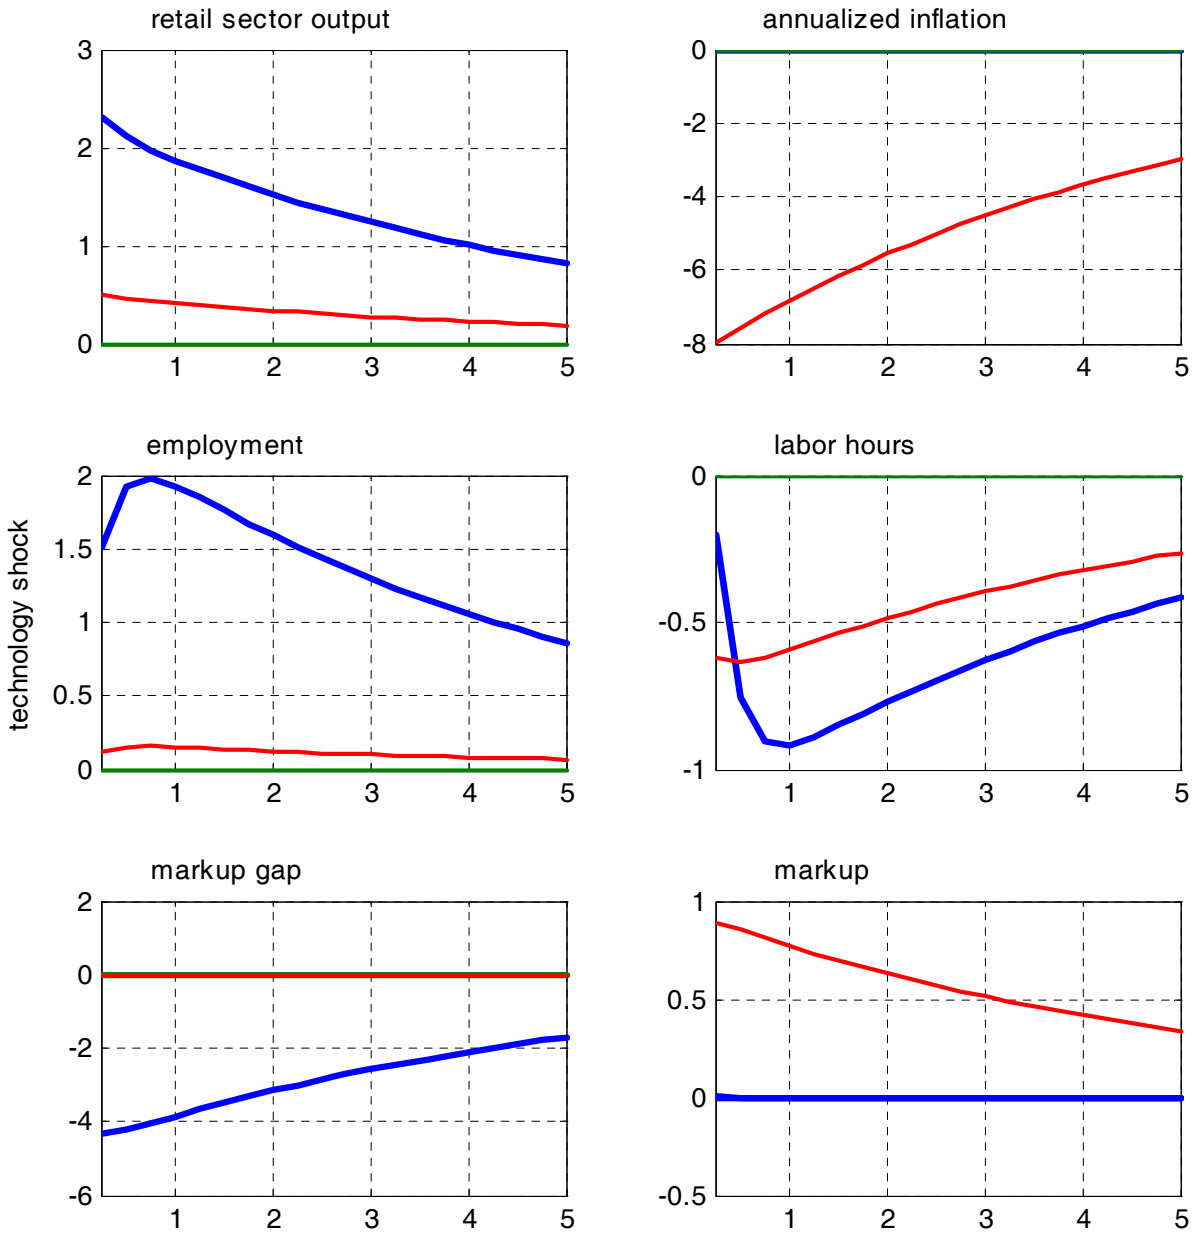 retail sector output
annualized inflation
3
2
1
0
1 2 3 4 5
0
-2
-4
-6
-8
1 2 3 4 5
technology shock
employment
labor hours
2
1.5
1
0.5
0
1 2 3 4 5
0
-0.5
-1
1 2 3 4 5
markup gap
markup
2
0
-2
-4
-6
1 2 3 4 5
1
0.5
0
-0.5
1 2 3 4 5